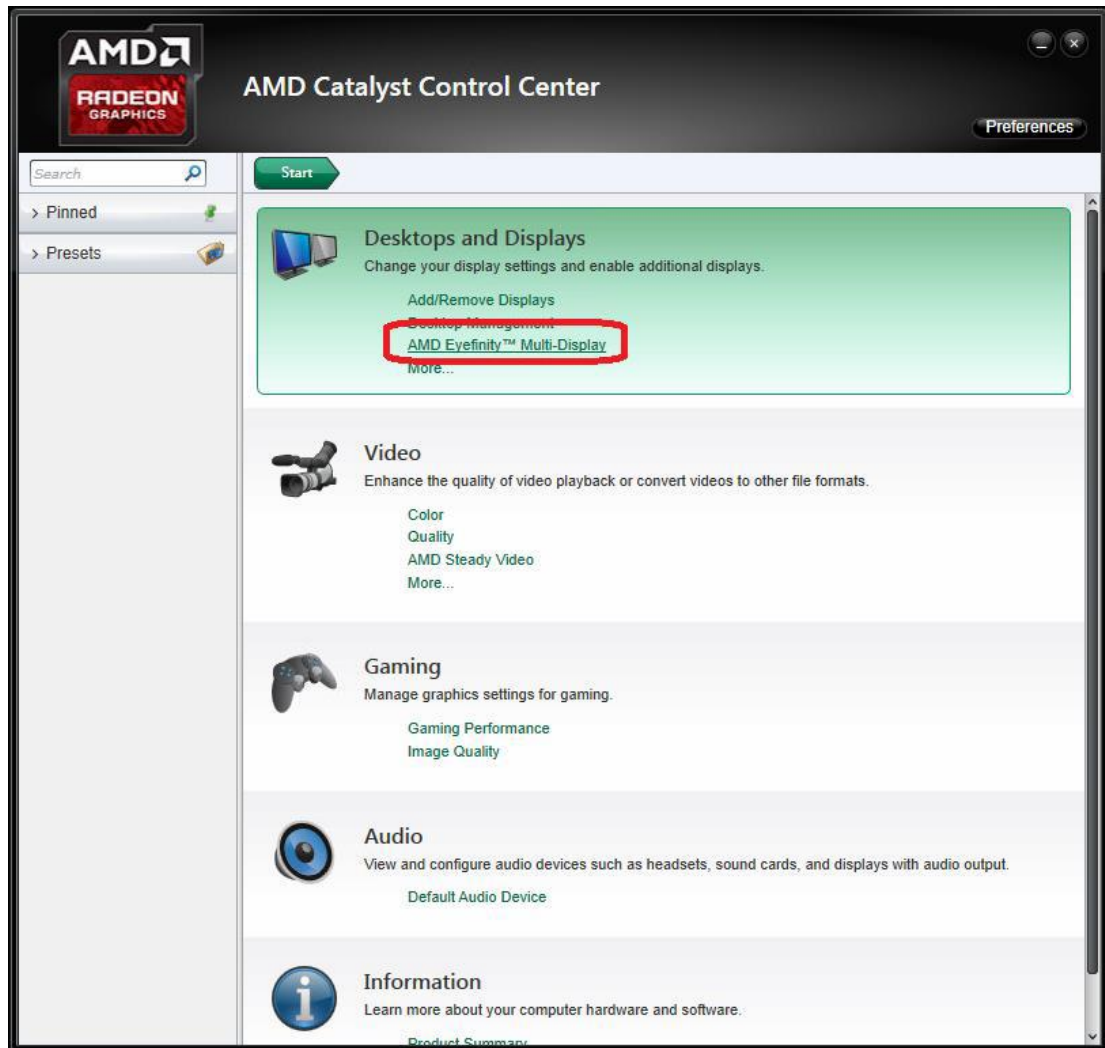 AMD
RADEON
GRAPHICS
AMD Catalyst Control Center
Preferences
Search
Start
> Pinned
> Presets
Desktops and Displays
Change your display settings and enable additional displays.
Add/Remove Displays
Desktop Management
AMD Eyefinity™ Multi-Display
More...
Video
Enhance the quality of video playback or convert videos to other file formats.
Color
Quality
AMD Steady Video
More...
Gaming
Manage graphics settings for gaming.
Gaming Performance
Image Quality
Audio
View and configure audio devices such as headsets, sound cards, and displays with audio output.
Default Audio Device
Information
Learn more about your computer hardware and software.
Product Summary